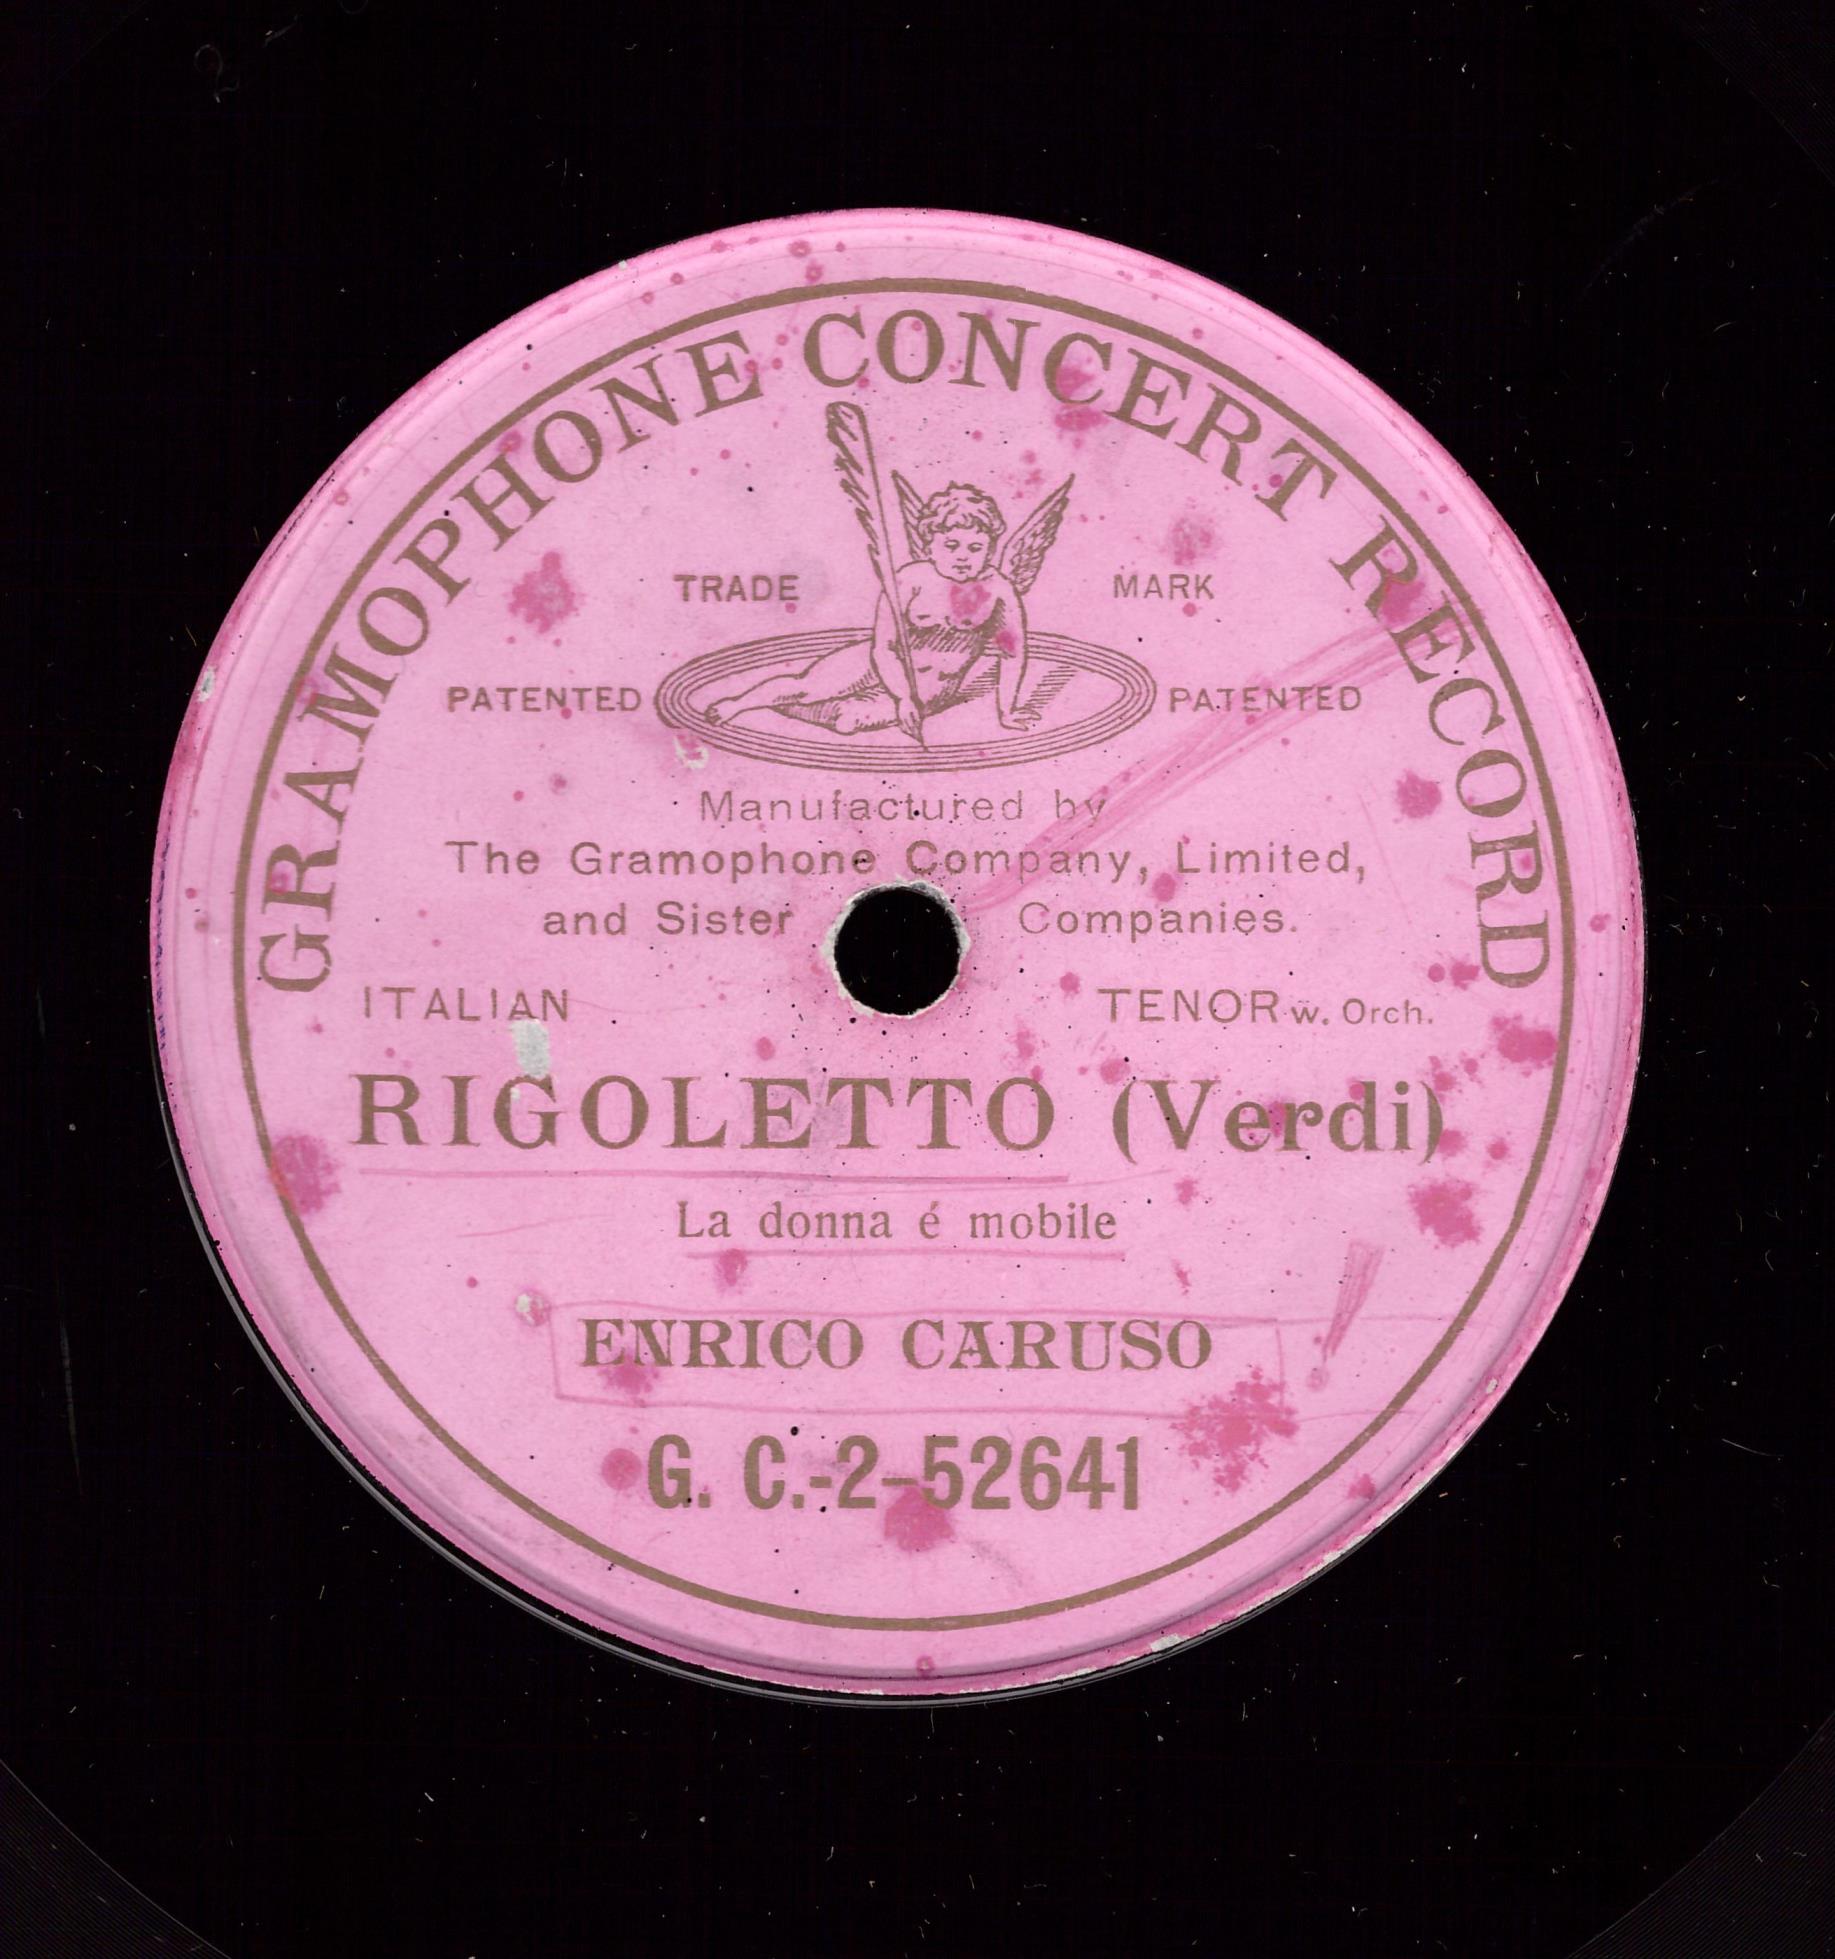 GRAMOPHONE CONCERT RECORD
TRADE MARK
PATENTED PATENTED
Manufactured by
The Gramophone Company, Limited,
and Sister Companies.
ITALIAN TENOR w. Orch.
RIGOLETTO (Verdi)
La donna é mobile
ENRICO CARUSO
G. C.-2-52641